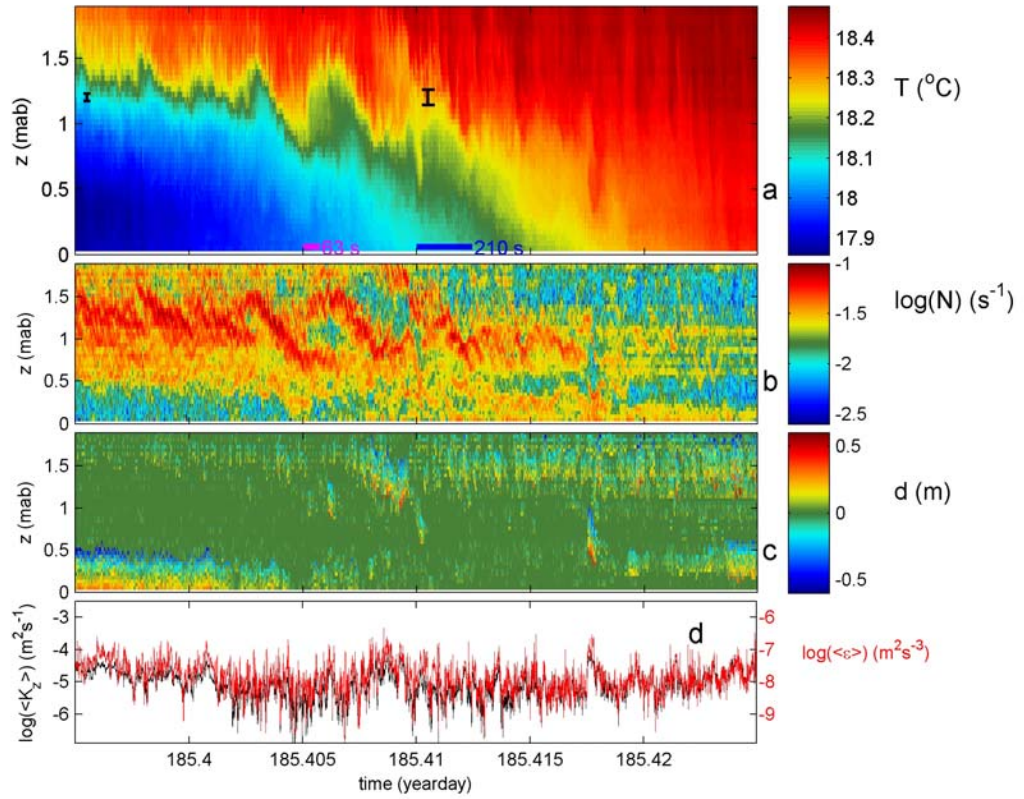 1.5
1
0.5
0
z (mab)
63 s
210 s
a
18.4
18.3
18.2
18.1
18
17.9
T (°C)
1.5
1
0.5
0
z (mab)
b
-1
-1.5
-2
-2.5
log(N) (s⁻¹)
1.5
1
0.5
0
z (mab)
c
0.5
0
-0.5
d (m)
-3
-4
-5
-6
log(<K_z>) (m²s⁻¹)
d
-6
-7
-8
-9
log(<ε>) (m²s⁻³)
185.4 185.405 185.41 185.415 185.42
time (yearday)